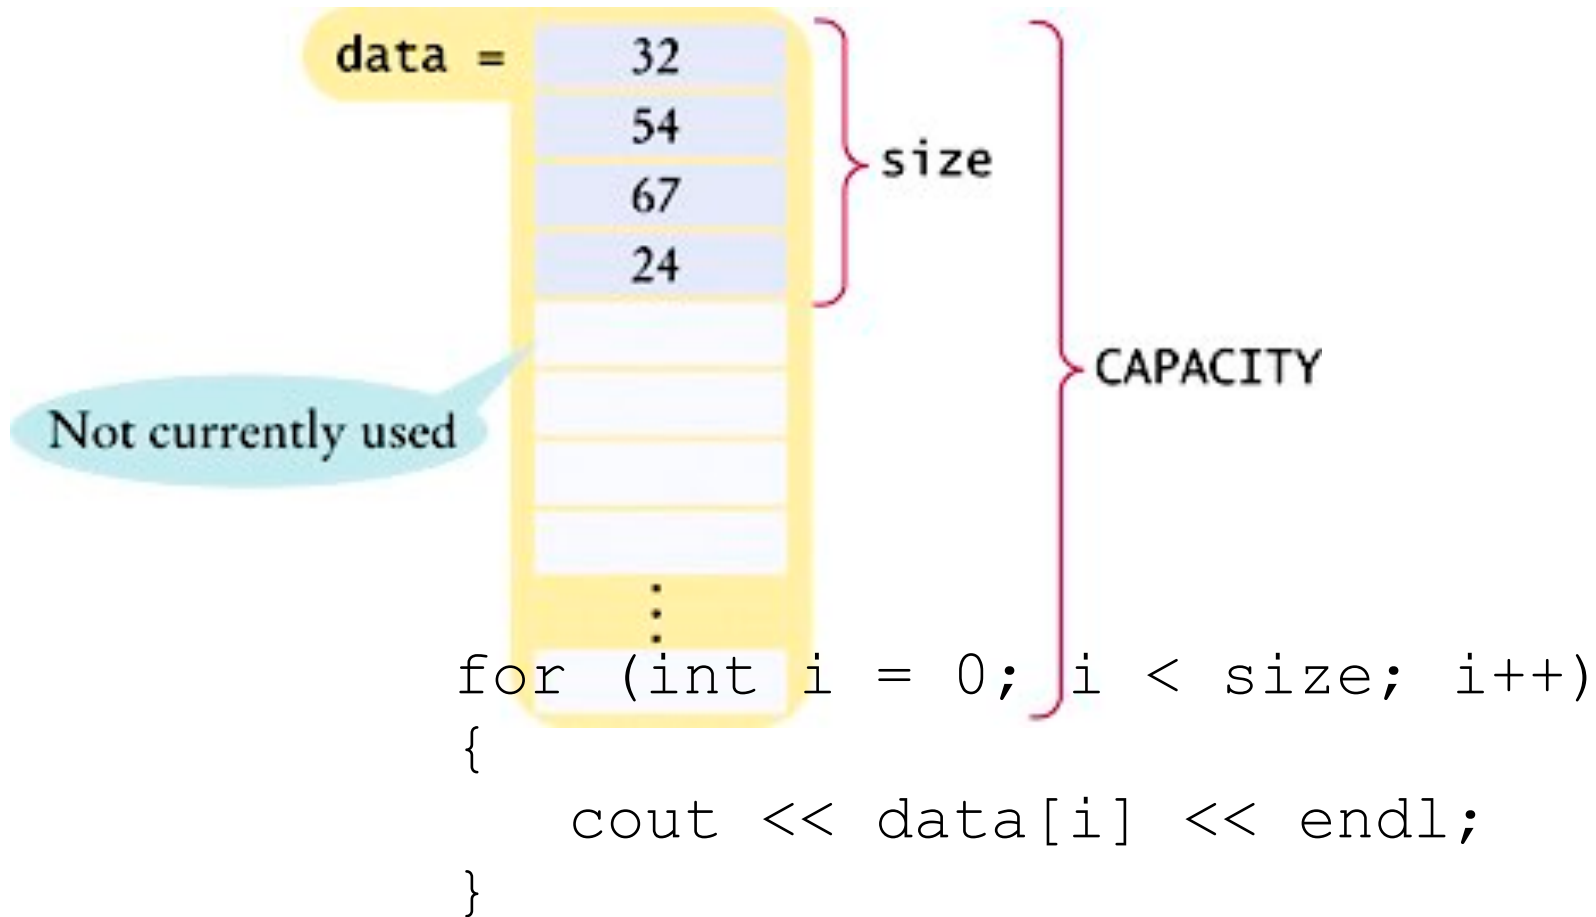 data =
32
54
67
24
size
CAPACITY
Not currently used
for (int i = 0; i < size; i++)
{
cout << data[i] << endl;
}